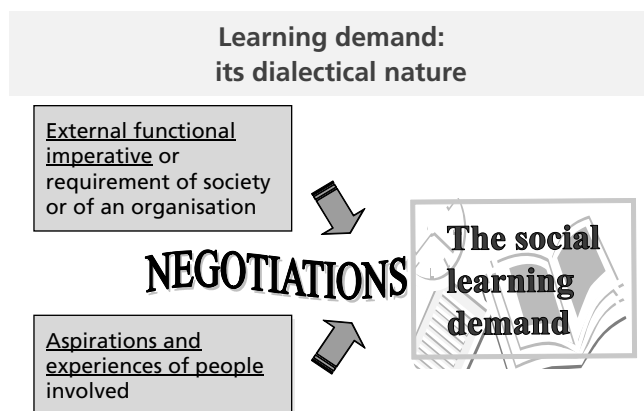 Learning demand:
its dialectical nature
External functional
imperative or
requirement of society
or of an organisation
NEGOTIATIONS
The social
learning
demand
Aspirations and
experiences of people
involved